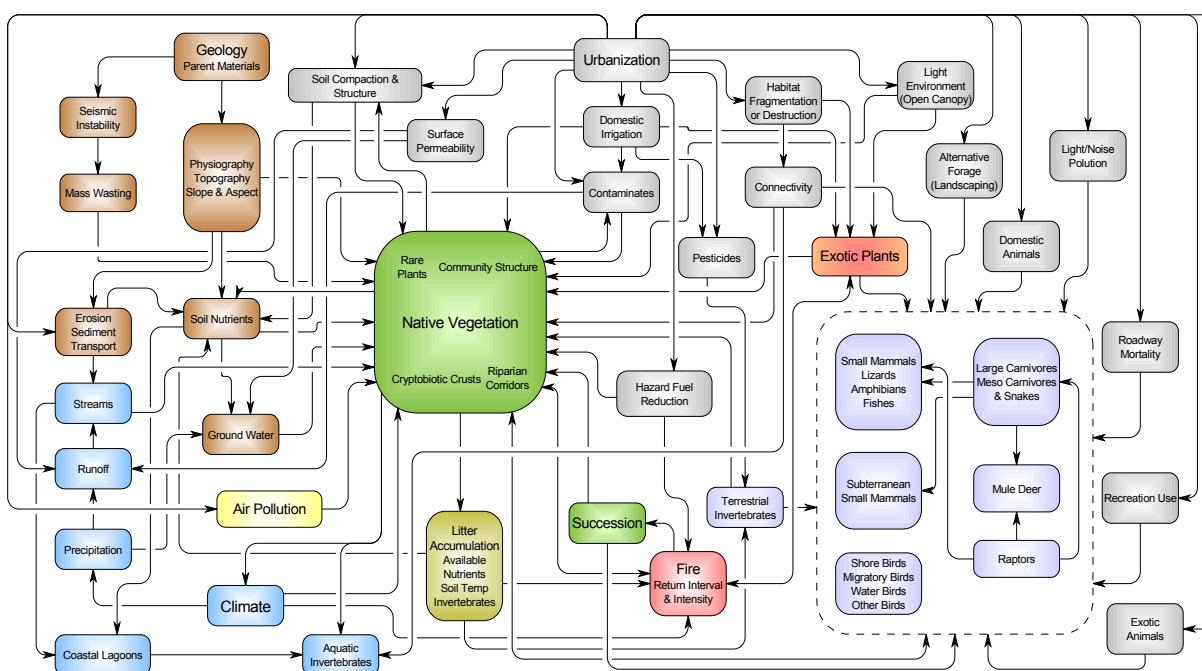 Geology
Parent Materials
Urbanization
Soil Compaction &
Structure
Light
Environment
(Open Canopy)
Habitat
Fragmentation
or Destruction
Seismic
Instability
Surface
Permeability
Domestic
Irrigation
Alternative
Forage
(Landscaping)
Light/Noise
Polution
Physiography
Topography
Slope & Aspect
Mass Wasting
Contaminates
Connectivity
Rare
Plants
Community Structure
Pesticides
Exotic Plants
Domestic
Animals
Erosion
Sediment
Transport
Soil Nutrients
Native Vegetation
Roadway
Mortality
Small Mammals
Lizards
Amphibians
Fishes
Large Carnivores
Meso Carnivores
& Snakes
Cryptobiotic Crusts
Riparian
Corridors
Hazard Fuel
Reduction
Streams
Ground Water
Runoff
Subterranean
Small Mammals
Mule Deer
Recreation Use
Air Pollution
Terrestrial
Invertebrates
Succession
Litter
Accumulation
Available
Nutrients
Soil Temp
Invertebrates
Precipitation
Fire
Return Interval
& Intensity
Raptors
Shore Birds
Migratory Birds
Water Birds
Other Birds
Climate
Exotic
Animals
Coastal Lagoons
Aquatic
Invertebrates